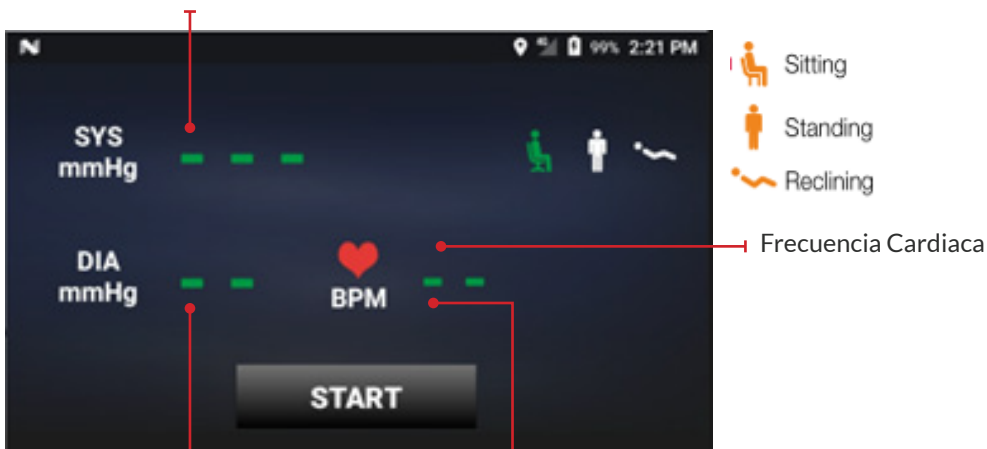 99% 2:21 PM
SYS
mmHg
DIA
mmHg
BPM
START
Sitting
Standing
Reclining
Frecuencia Cardiaca